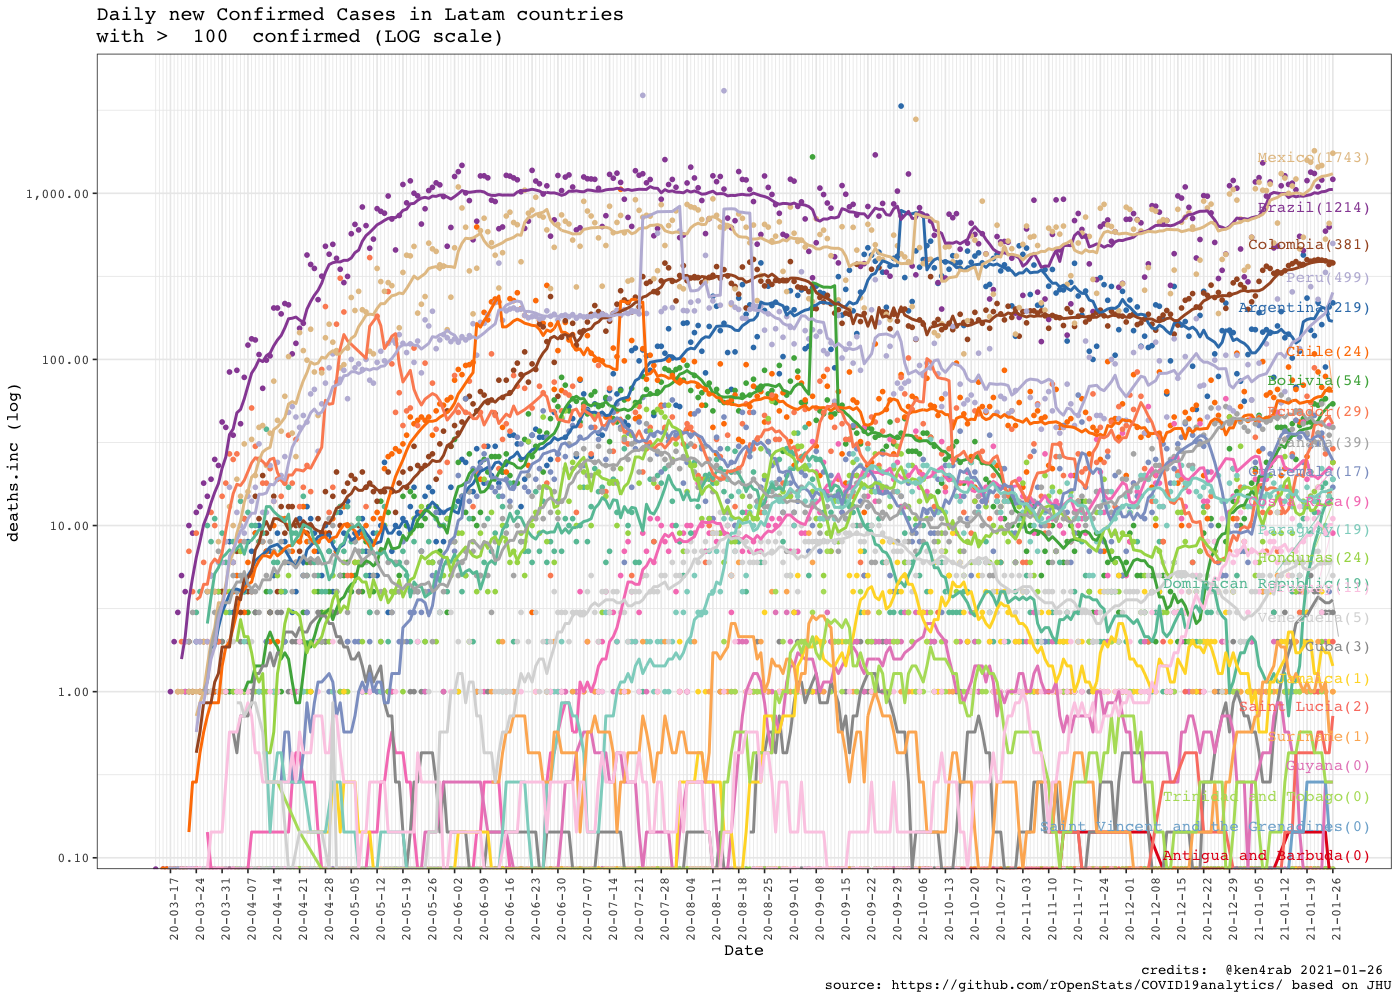 Daily new Confirmed Cases in Latam countries
with > 100 confirmed (LOG scale)
deaths.inc (log)
1,000.00
100.00
10.00
1.00
0.10
Mexico(1743)
Brazil(1214)
Colombia(381)
Peru(499)
Argentina(219)
Chile(24)
Bolivia(54)
Ecuador(29)
Panama(39)
Guatemala(17)
Costa Rica(9)
Paraguay(19)
Honduras(24)
Dominican Republic(19)
Venezuela(5)
Cuba(3)
Jamaica(1)
Saint Lucia(2)
Suriname(1)
Guyana(0)
Trinidad and Tobago(0)
Saint Vincent and the Grenadines(0)
Antigua and Barbuda(0)
20-03-17
20-03-24
20-03-31
20-04-07
20-04-14
20-04-21
20-04-28
20-05-05
20-05-12
20-05-19
20-05-26
20-06-02
20-06-09
20-06-16
20-06-23
20-06-30
20-07-07
20-07-14
20-07-21
20-07-28
20-08-04
20-08-11
20-08-18
20-08-25
20-09-01
20-09-08
20-09-15
20-09-22
20-09-29
20-10-06
20-10-13
20-10-20
20-10-27
20-11-03
20-11-10
20-11-17
20-11-24
20-12-01
20-12-08
20-12-15
20-12-22
20-12-29
21-01-05
21-01-12
21-01-19
21-01-26
Date
credits: @ken4rab 2021-01-26
source: https://github.com/rOpenStats/COVID19analytics/ based on JHU